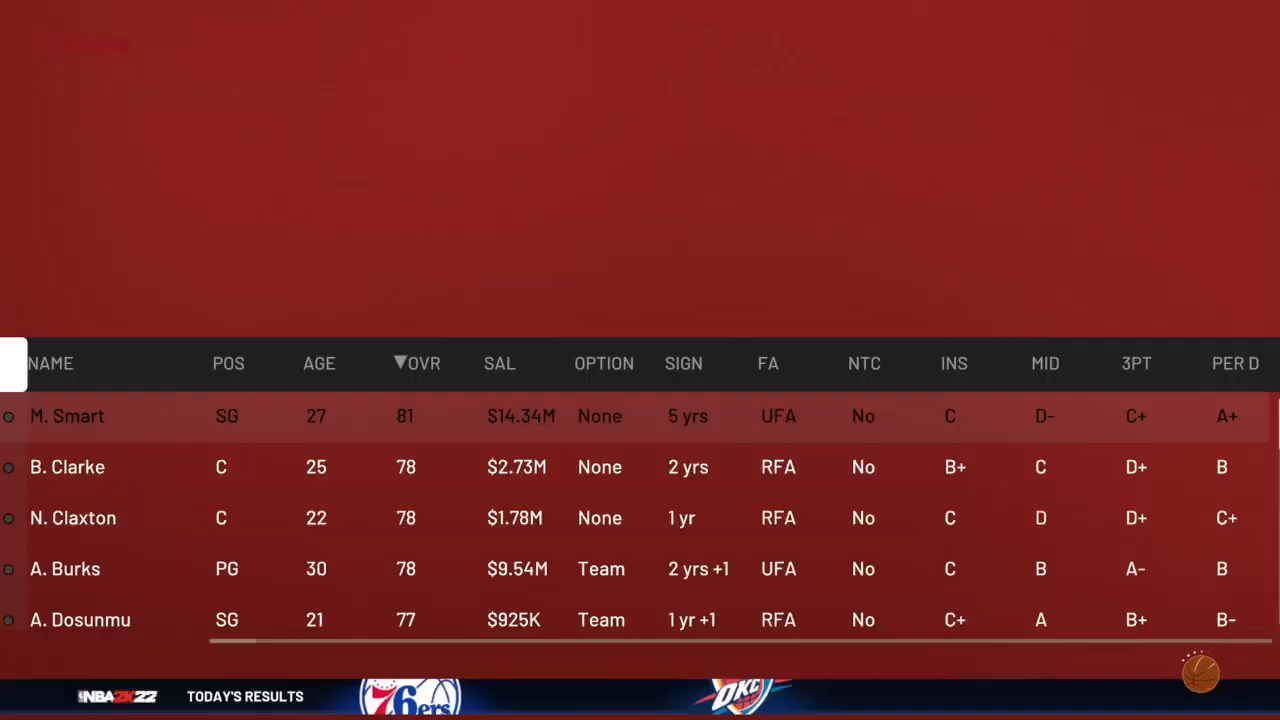 NAME POS AGE ▼OVR SAL OPTION SIGN FA NTC INS MID 3PT PER D
M. Smart SG 27 81 $14.34M None 5 yrs UFA No C D- C+ A+
B. Clarke C 25 78 $2.73M None 2 yrs RFA No B+ C D+ B
N. Claxton C 22 78 $1.78M None 1 yr RFA No C D D+ C+
A. Burks PG 30 78 $9.54M Team 2 yrs +1 UFA No C B A- B
A. Dosunmu SG 21 77 $925K Team 1 yr +1 RFA No C+ A B+ B-
NBA2K22 TODAY'S RESULTS 76ers OKC